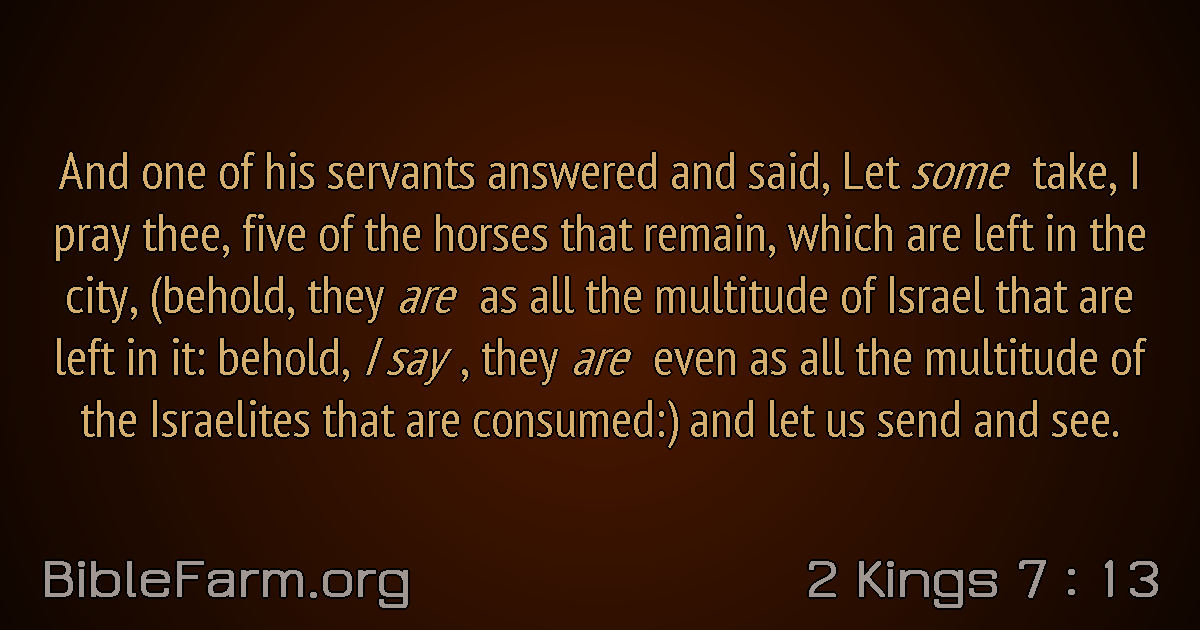 And one of his servants answered and said, Let some take, I
pray thee, five of the horses that remain, which are left in the
city, (behold, they are as all the multitude of Israel that are
left in it: behold, I say , they are even as all the multitude of
the Israelites that are consumed:) and let us send and see.
BibleFarm.org
2 Kings 7 : 13